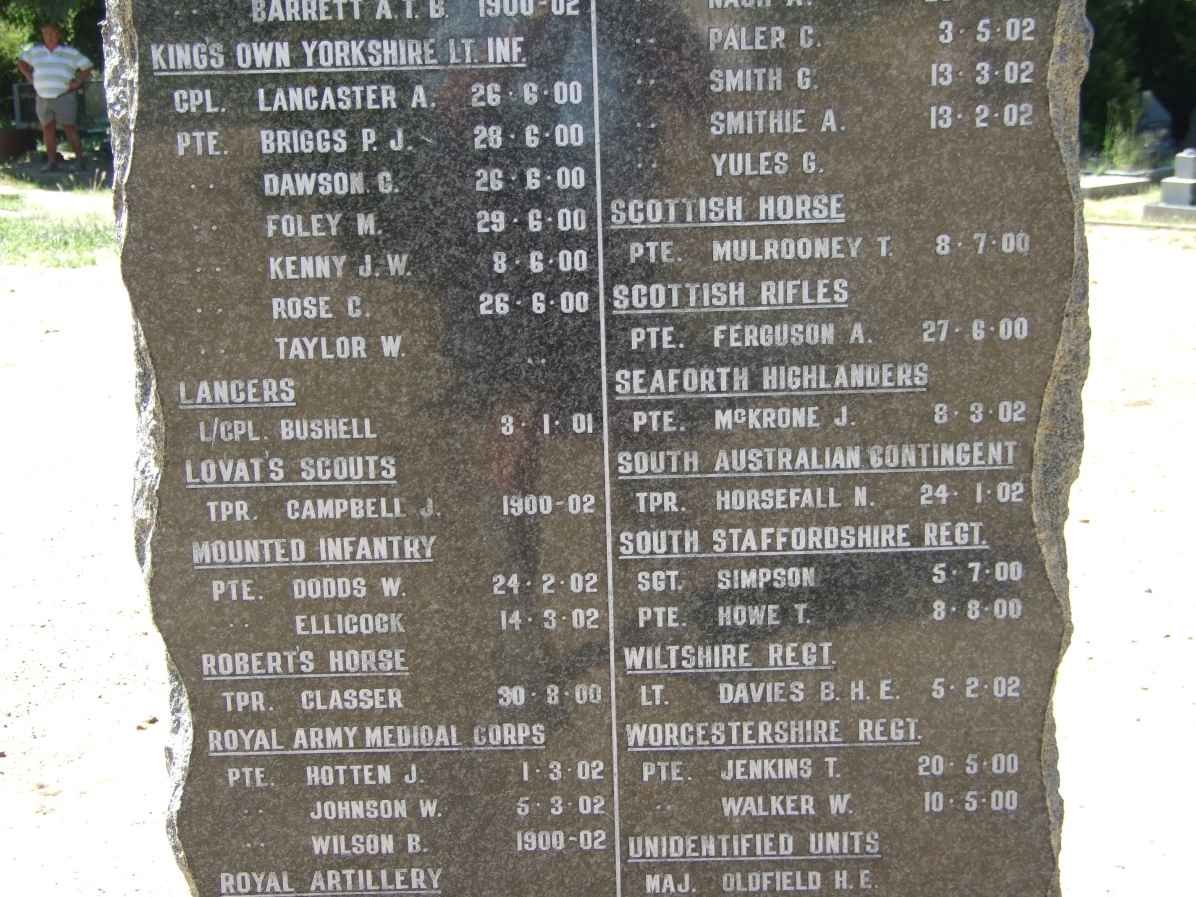 ·· BARRETT A.T. B. 1900-02
KING'S OWN YORKSHIRE LT. INF
CPL. LANCASTER A. 26·6·00
PTE. BRIGGS P. J. 28·6·00
·· DAWSON G. 26·6·00
·· FOLEY M. 29·6·00
·· KENNY J. W. 8·6·00
·· ROSE C. 26·6·00
·· TAYLOR W. ··
LANCERS
L/CPL. BUSHELL 3·1·01
LOVAT'S SCOUTS
TPR. CAMPBELL J. 1900-02
MOUNTED INFANTRY
PTE. DODDS W. 24·2·02
·· ELLICOCK 14·3·02
ROBERT'S HORSE
TPR. CLASSER 30·8·00
ROYAL ARMY MEDICAL CORPS
PTE. HOTTEN J. 1·3·02
·· JOHNSON W. 5·3·02
·· WILSON B. 1900-02
ROYAL ARTILLERY
·· NASH A.
·· PALER C. 3·5·02
·· SMITH G. 13·3·02
·· SMITHIE A. 13·2·02
·· YULES G.
SCOTTISH HORSE
PTE. MULROONEY T. 8·7·00
SCOTTISH RIFLES
PTE. FERGUSON A. 27·6·00
SEAFORTH HIGHLANDERS
PTE. McKRONE J. 8·3·02
SOUTH AUSTRALIAN CONTINGENT
TPR. HORSEFALL N. 24·1·02
SOUTH STAFFORDSHIRE REGT.
SGT. SIMPSON 5·7·00
PTE. HOWE T. 8·8·00
WILTSHIRE REGT.
LT. DAVIES B. H. E. 5·2·02
WORCESTERSHIRE REGT.
PTE. JENKINS T. 20·5·00
·· WALKER W. 10·5·00
UNIDENTIFIED UNITS
MAJ. OLDFIELD H. E.